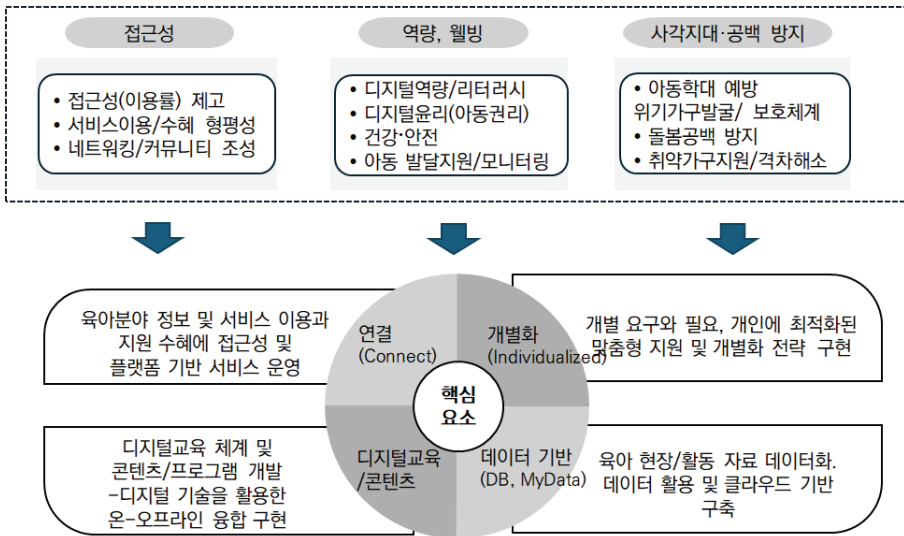 접근성
• 접근성(이용률) 제고
• 서비스이용/수혜 형평성
• 네트워킹/커뮤니티 조성
역량, 웰빙
• 디지털역량/리터러시
• 디지털윤리(아동권리)
• 건강·안전
• 아동 발달지원/모니터링
사각지대·공백 방지
• 아동학대 예방
위기가구발굴/ 보호체계
• 돌봄공백 방지
• 취약가구지원/격차해소
육아분야 정보 및 서비스 이용과
지원 수혜에 접근성 및
플랫폼 기반 서비스 운영
연결
(Connect)
개별화
(Individualized)
개별 요구와 필요, 개인에 최적화된
맞춤형 지원 및 개별화 전략 구현
핵심
요소
디지털교육 체계 및
콘텐츠/프로그램 개발
-디지털 기술을 활용한
온-오프라인 융합 구현
디지털교육
/콘텐츠
데이터 기반
(DB, MyData)
육아 현장/활동 자료 데이터화.
데이터 활용 및 클라우드 기반
구축